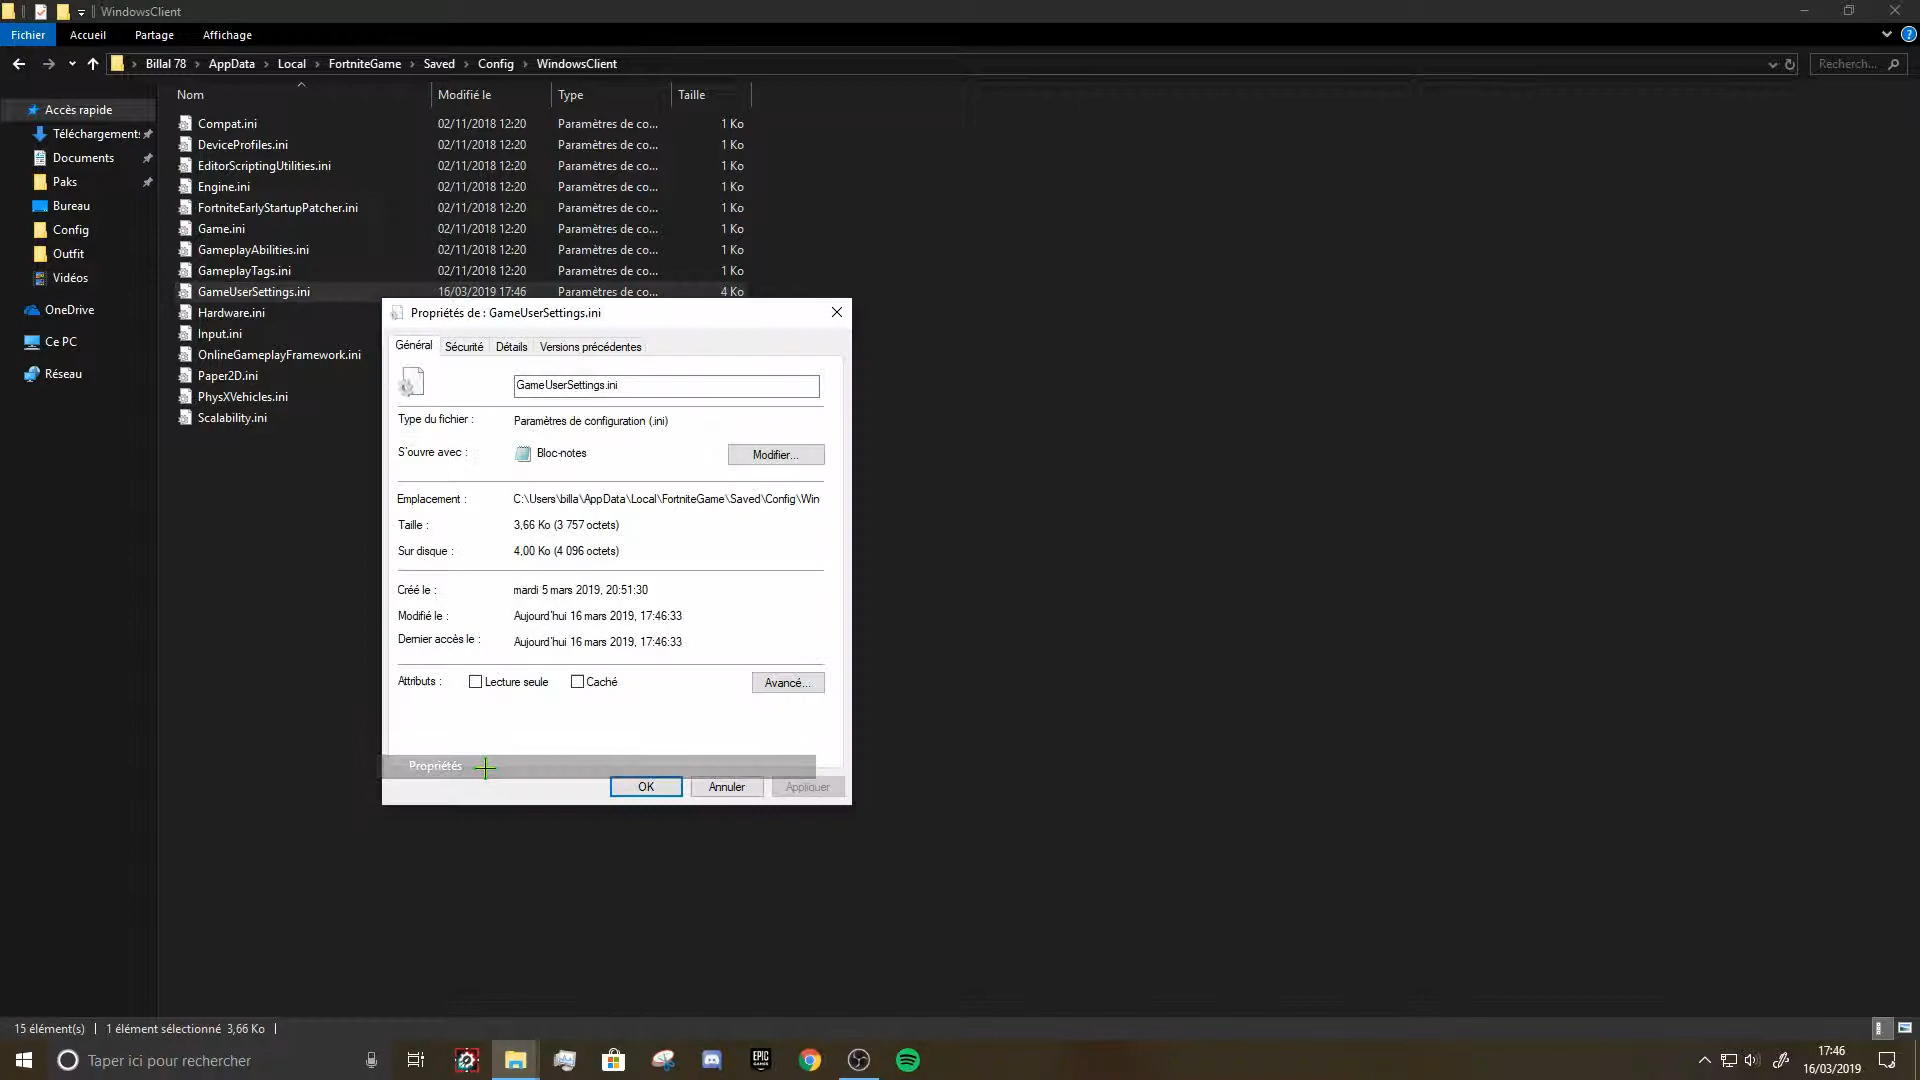 WindowsClient
Fichier Accueil Partage Affichage
Billal 78 AppData Local FortniteGame Saved Config WindowsClient Recherch...
Nom Modifié le Type Taille
Accès rapide
Téléchargements
Documents
Paks
Bureau
Config
Outfit
Vidéos
OneDrive
Ce PC
Réseau
Compat.ini 02/11/2018 12:20 Paramètres de co... 1 Ko
DeviceProfiles.ini 02/11/2018 12:20 Paramètres de co... 1 Ko
EditorScriptingUtilities.ini 02/11/2018 12:20 Paramètres de co... 1 Ko
Engine.ini 02/11/2018 12:20 Paramètres de co... 1 Ko
FortniteEarlyStartupPatcher.ini 02/11/2018 12:20 Paramètres de co... 1 Ko
Game.ini 02/11/2018 12:20 Paramètres de co... 1 Ko
GameplayAbilities.ini 02/11/2018 12:20 Paramètres de co... 1 Ko
GameplayTags.ini 02/11/2018 12:20 Paramètres de co... 1 Ko
GameUserSettings.ini 16/03/2019 17:46 Paramètres de co... 4 Ko
Hardware.ini
Input.ini
OnlineGameplayFramework.ini
Paper2D.ini
PhysXVehicles.ini
Scalability.ini
Propriétés de : GameUserSettings.ini
Général Sécurité Détails Versions précédentes
GameUserSettings.ini
Type du fichier : Paramètres de configuration (.ini)
S'ouvre avec : Bloc-notes Modifier...
Emplacement : C:\Users\billa\AppData\Local\FortniteGame\Saved\Config\Win
Taille : 3,66 Ko (3 757 octets)
Sur disque : 4,00 Ko (4 096 octets)
Créé le : mardi 5 mars 2019, 20:51:30
Modifié le : Aujourd'hui 16 mars 2019, 17:46:33
Dernier accès le : Aujourd'hui 16 mars 2019, 17:46:33
Attributs : Lecture seule Caché Avancé...
Propriétés
OK Annuler Appliquer
15 élément(s) 1 élément sélectionné 3,66 Ko
Taper ici pour rechercher
EPIC GAMES
17:46
16/03/2019